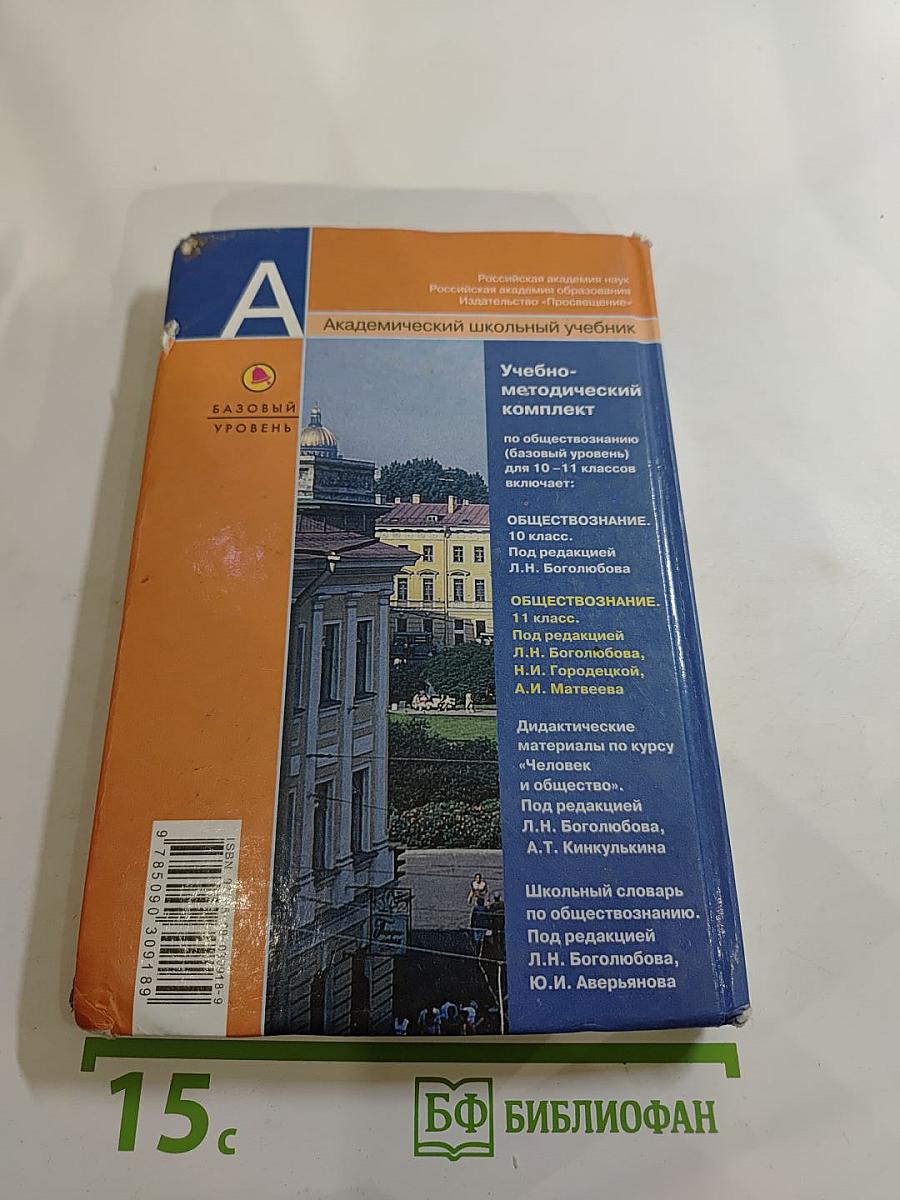 А
Российская академия наук
Российская академия образования
Издательство «Просвещение»
Академический школьный учебник
БАЗОВЫЙ
УРОВЕНЬ
Учебно-
методический
комплект
по обществознанию
(базовый уровень)
для 10 – 11 классов
включает:
ОБЩЕСТВОЗНАНИЕ.
10 класс.
Под редакцией
Л.Н. Боголюбова
ОБЩЕСТВОЗНАНИЕ.
11 класс.
Под редакцией
Л.Н. Боголюбова,
Н.И. Городецкой,
А.И. Матвеева
Дидактические
материалы по курсу
«Человек
и общество».
Под редакцией
Л.Н. Боголюбова,
А.Т. Кинкулькина
Школьный словарь
по обществознанию.
Под редакцией
Л.Н. Боголюбова,
Ю.И. Аверьянова
ISBN
9 785090 309189
15 с
БФ БИБЛИОФАН